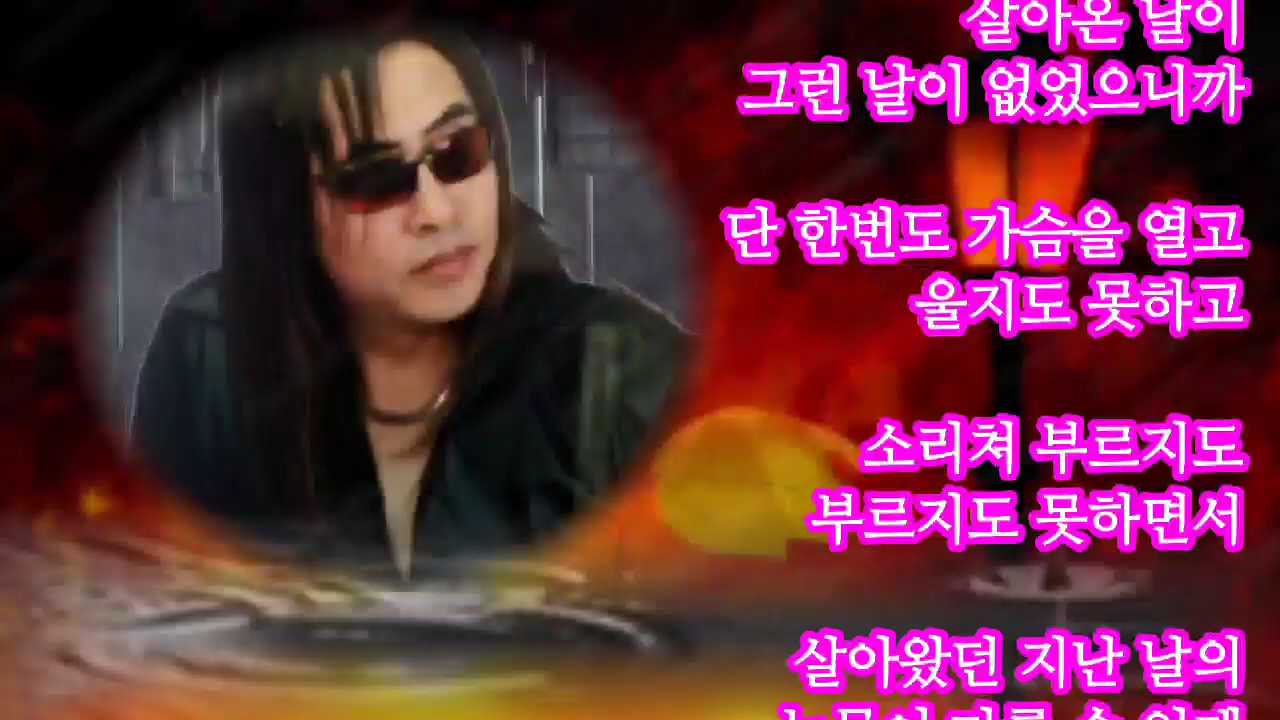 살아온 날이
그런 날이 없었으니까
단 한번도 가슴을 열고
울지도 못하고
소리쳐 부르지도
부르지도 못하면서
살아왔던 지난 날의